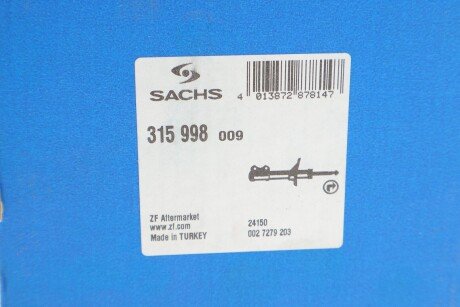 SACHS
4 013872 878147
315 998 009
ZF Aftermarket
www.zf.com
Made in TURKEY
24150
002 7279 203